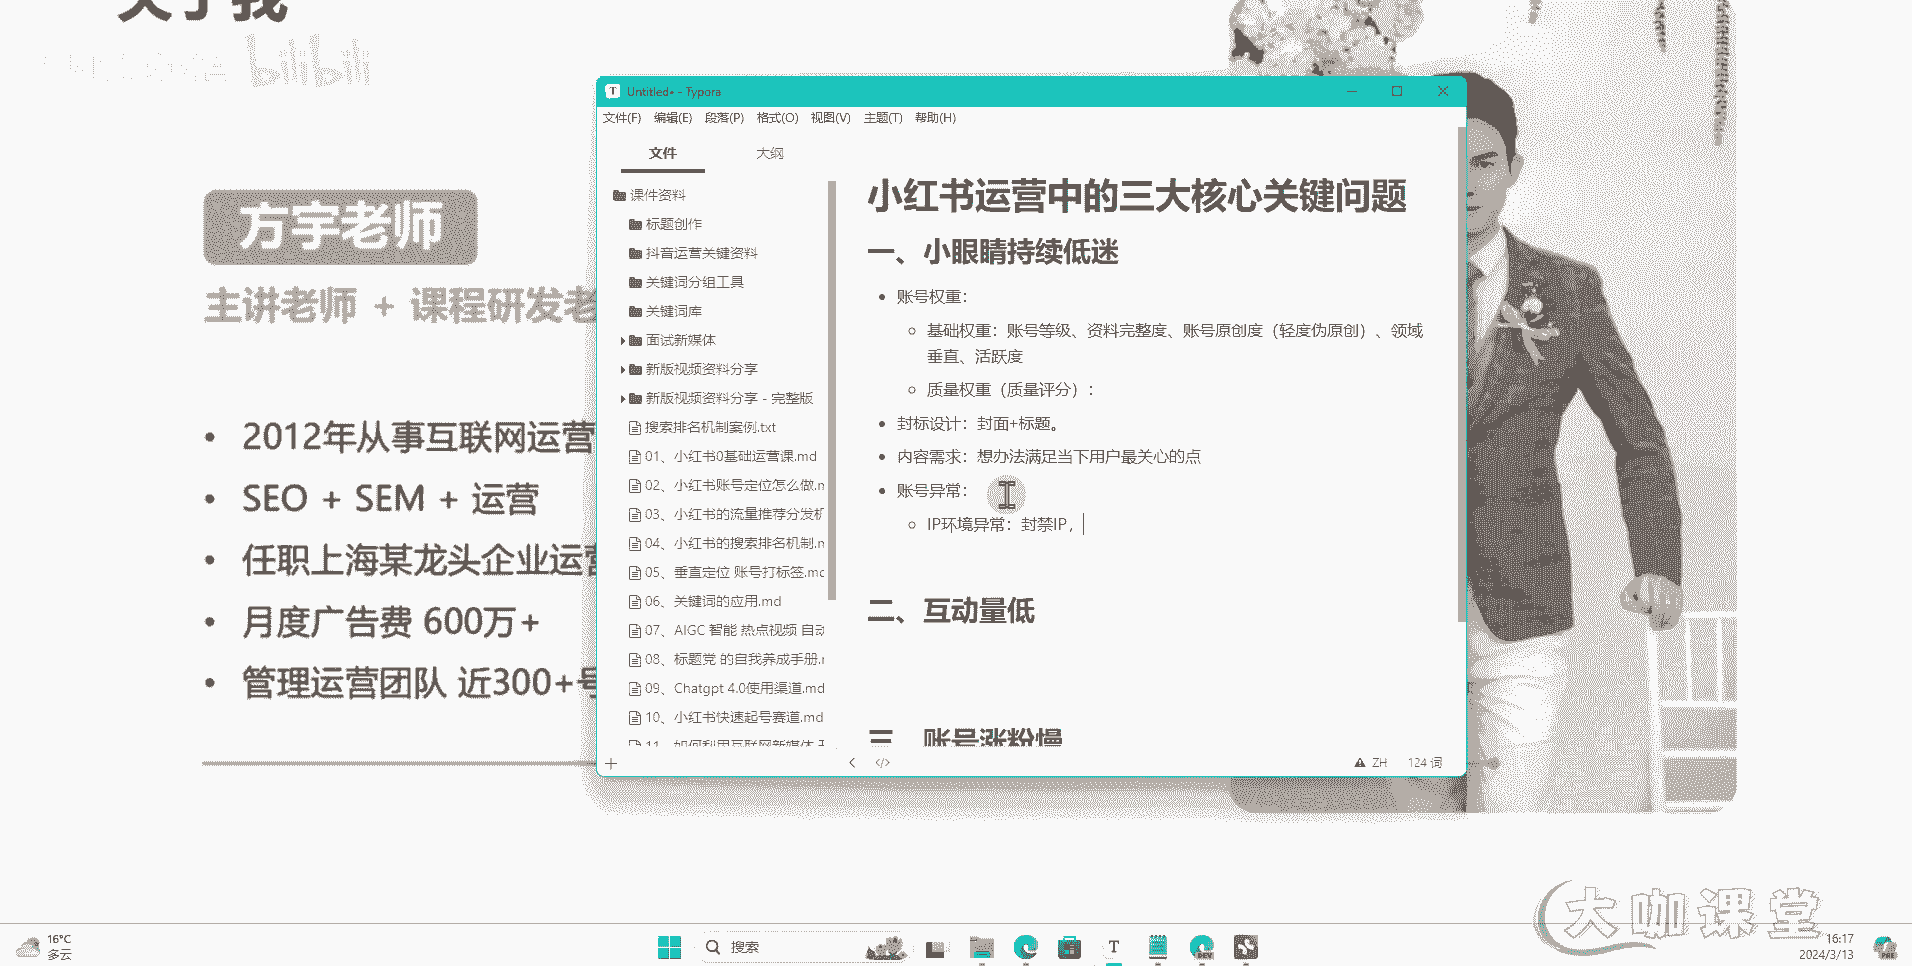 关于我
bilibili
方宇老师
主讲老师 + 课程研发老
2012年从事互联网运营
SEO + SEM + 运营
任职上海某龙头企业运营
月度广告费 600万+
管理运营团队 近300+号
Untitled• - Typora
文件(F) 编辑(E) 段落(P) 格式(O) 视图(V) 主题(T) 帮助(H)
文件 大纲
课件资料
标题创作
抖音运营关键资料
关键词分组工具
关键词库
面试新媒体
新版视频资料分享
新版视频资料分享 - 完整版
搜索排名机制案例.txt
01、小红书0基础运营课.md
02、小红书账号定位怎么做.m
03、小红书的流量推荐分发机
04、小红书的搜索排名机制.m
05、垂直定位 账号打标签.md
06、关键词的应用.md
07、AIGC 智能 热点视频 自动
08、标题党 的自我养成手册.m
09、Chatgpt 4.0使用渠道.md
10、小红书快速起号赛道.md
11、如何利用互联网新媒体
小红书运营中的三大核心关键问题
一、小眼睛持续低迷
账号权重：
基础权重：账号等级、资料完整度、账号原创度（轻度伪原创）、领域
垂直、活跃度
质量权重（质量评分）：
封标设计：封面+标题。
内容需求：想办法满足当下用户最关心的点
账号异常：
IP环境异常：封禁IP，
二、互动量低
三、账号涨粉慢
ZH 124 词
大咖课堂
16°C
多云
搜索
16:17
2024/3/13